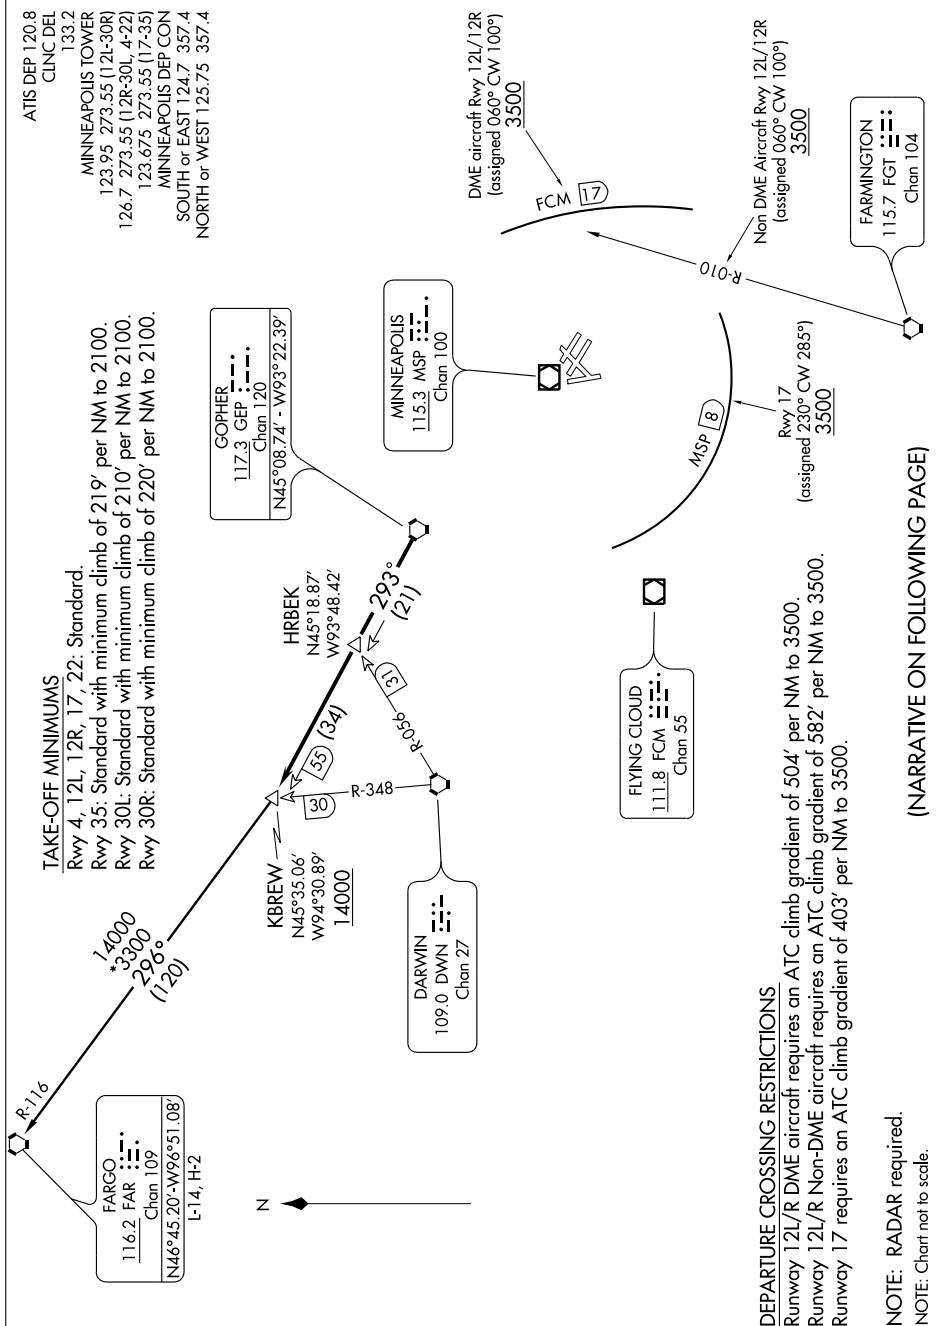 ATIS DEP 120.8
CLNC DEL
133.2
MINNEAPOLIS TOWER
123.95 273.55 (12L-30R)
126.7 273.55 (12R-30L, 4-22)
123.675 273.55 (17-35)
MINNEAPOLIS DEP CON
SOUTH or EAST 124.7 357.4
NORTH or WEST 125.75 357.4
TAKE-OFF MINIMUMS
Rwy 4, 12L, 12R, 17, 22: Standard.
Rwy 35: Standard with minimum climb of 219' per NM to 2100.
Rwy 30L: Standard with minimum climb of 210' per NM to 2100.
Rwy 30R: Standard with minimum climb of 220' per NM to 2100.
R-116
14000
*3300
296°
(120)
FARGO
116.2 FAR
Chan 109
N46°45.20'-W96°51.08'
L-14, H-2
N
KBREW
N45°35.06'
W94°30.89'
14000
55
(34)
30
R-348
HRBEK
N45°18.87'
W93°48.42'
293°
(21)
31
R-056
DARWIN
109.0 DWN
Chan 27
GOPHER
117.3 GEP
Chan 120
N45°08.74' - W93°22.39'
MINNEAPOLIS
115.3 MSP
Chan 100
DME aircraft Rwy 12L/12R
(assigned 060° CW 100°)
3500
FCM 17
R-010
Non DME Aircraft Rwy 12L/12R
(assigned 060° CW 100°)
3500
FARMINGTON
115.7 FGT
Chan 104
MSP 8
Rwy 17
(assigned 230° CW 285°)
3500
FLYING CLOUD
111.8 FCM
Chan 55
DEPARTURE CROSSING RESTRICTIONS
Runway 12L/R DME aircraft requires an ATC climb gradient of 504' per NM to 3500.
Runway 12L/R Non-DME aircraft requires an ATC climb gradient of 582' per NM to 3500.
Runway 17 requires an ATC climb gradient of 403' per NM to 3500.
NOTE: RADAR required.
NOTE: Chart not to scale.
(NARRATIVE ON FOLLOWING PAGE)